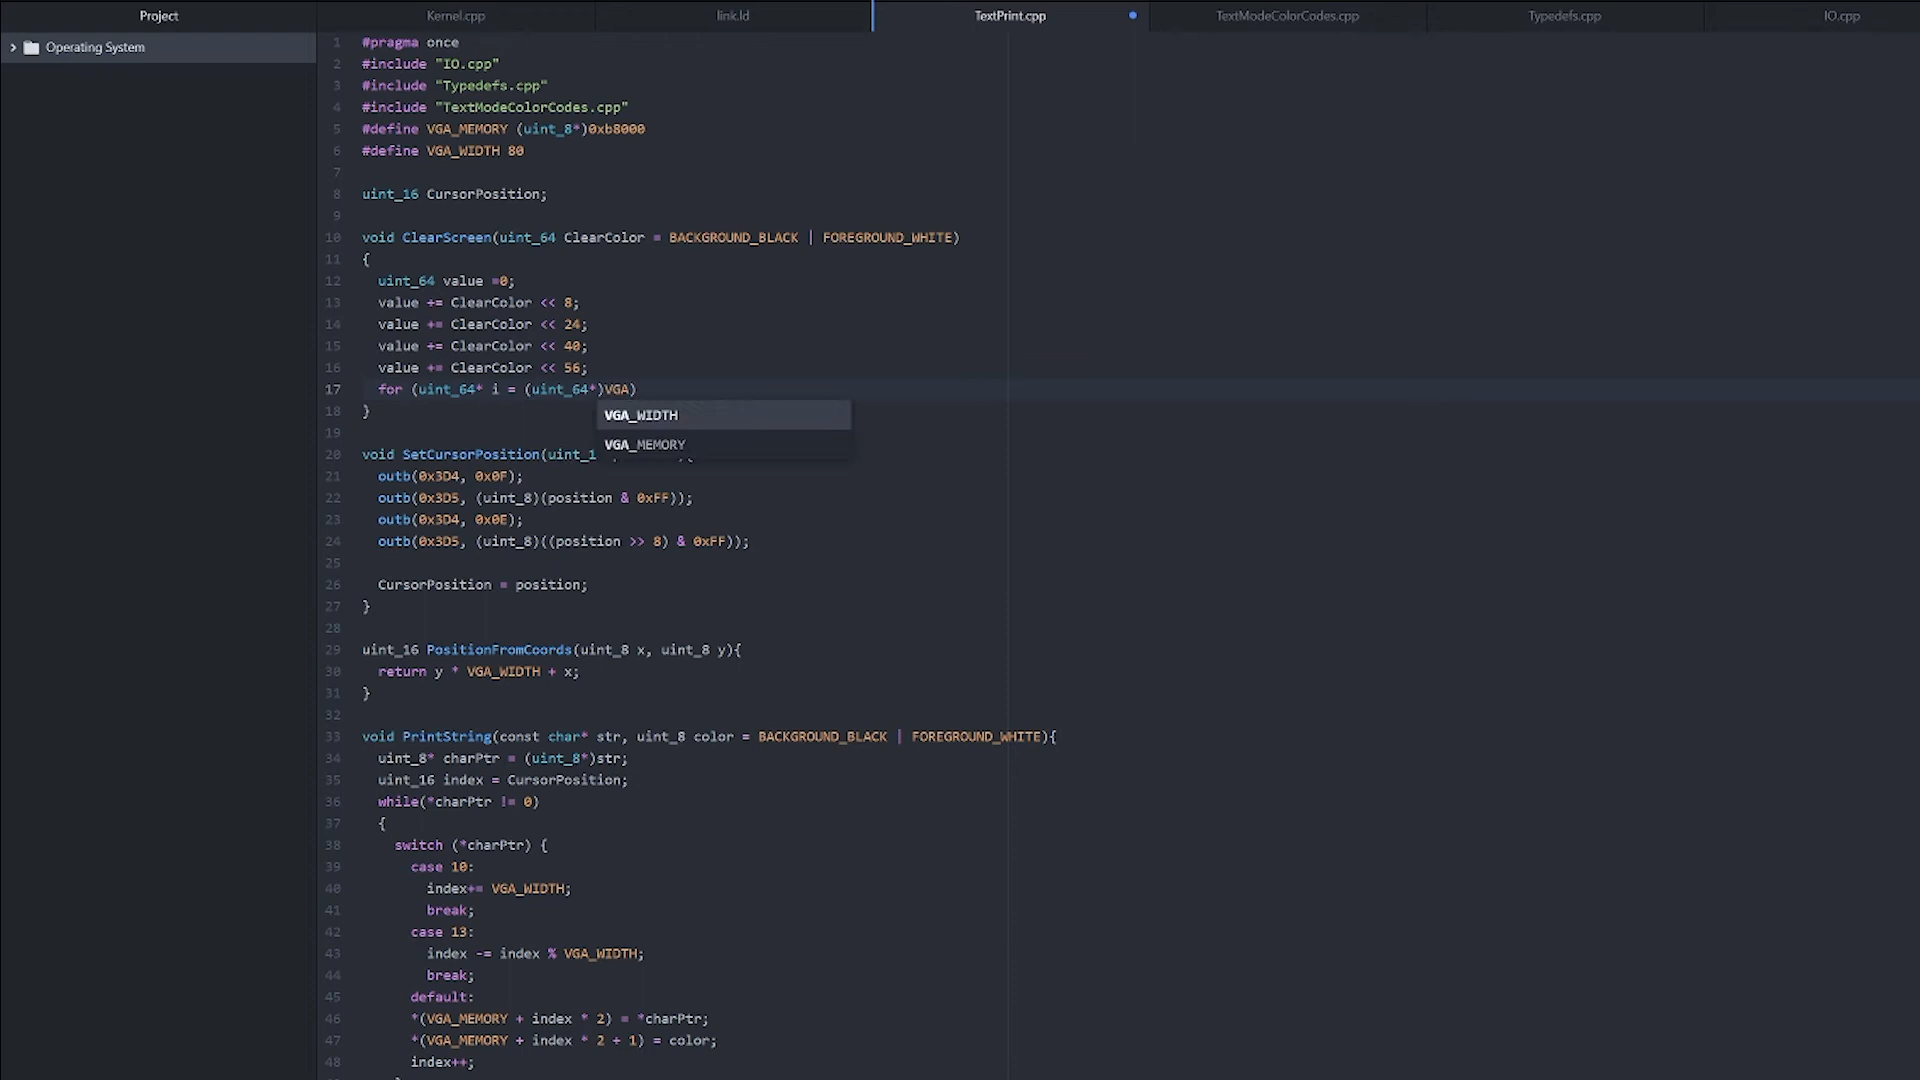 Project
Kernel.cpp
link.ld
TextPrint.cpp
TextModeColorCodes.cpp
Typedefs.cpp
IO.cpp
Operating System
1 #pragma once
2 #include "IO.cpp"
3 #include "Typedefs.cpp"
4 #include "TextModeColorCodes.cpp"
5 #define VGA_MEMORY (uint_8*)0xb8000
6 #define VGA_WIDTH 80
7
8 uint_16 CursorPosition;
9
10 void ClearScreen(uint_64 ClearColor = BACKGROUND_BLACK | FOREGROUND_WHITE)
11 {
12 uint_64 value =0;
13 value += ClearColor << 8;
14 value += ClearColor << 24;
15 value += ClearColor << 40;
16 value += ClearColor << 56;
17 for (uint_64* i = (uint_64*)VGA)
18 }
VGA_WIDTH
19
VGA_MEMORY
20 void SetCursorPosition(uint_1
21 outb(0x3D4, 0x0F);
22 outb(0x3D5, (uint_8)(position & 0xFF));
23 outb(0x3D4, 0x0E);
24 outb(0x3D5, (uint_8)((position >> 8) & 0xFF));
25
26 CursorPosition = position;
27 }
28
29 uint_16 PositionFromCoords(uint_8 x, uint_8 y){
30 return y * VGA_WIDTH + x;
31 }
32
33 void PrintString(const char* str, uint_8 color = BACKGROUND_BLACK | FOREGROUND_WHITE){
34 uint_8* charPtr = (uint_8*)str;
35 uint_16 index = CursorPosition;
36 while(*charPtr != 0)
37 {
38 switch (*charPtr) {
39 case 10:
40 index+= VGA_WIDTH;
41 break;
42 case 13:
43 index -= index % VGA_WIDTH;
44 break;
45 default:
46 *(VGA_MEMORY + index * 2) = *charPtr;
47 *(VGA_MEMORY + index * 2 + 1) = color;
48 index++;